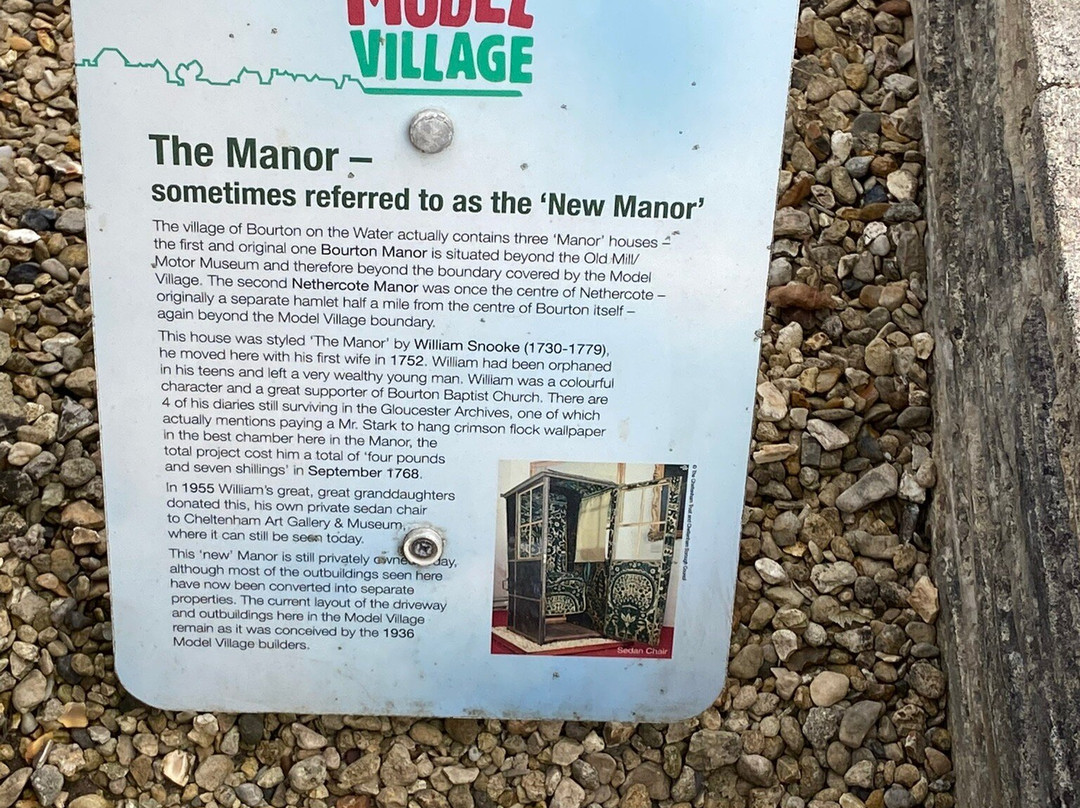 MODEL
VILLAGE
The Manor –
sometimes referred to as the ‘New Manor’
The village of Bourton on the Water actually contains three ‘Manor’ houses –
the first and original one Bourton Manor is situated beyond the Old Mill/
Motor Museum and therefore beyond the boundary covered by the Model
Village. The second Nethercote Manor was once the centre of Nethercote –
originally a separate hamlet half a mile from the centre of Bourton itself –
again beyond the Model Village boundary.
This house was styled ‘The Manor’ by William Snooke (1730-1779),
he moved here with his first wife in 1752. William had been orphaned
in his teens and left a very wealthy young man. William was a colourful
character and a great supporter of Bourton Baptist Church. There are
4 of his diaries still surviving in the Gloucester Archives, one of which
actually mentions paying a Mr. Stark to hang crimson flock wallpaper
in the best chamber here in the Manor, the
total project cost him a total of ‘four pounds
and seven shillings’ in September 1768.
In 1955 William’s great, great granddaughters
donated this, his own private sedan chair
to Cheltenham Art Gallery & Museum,
where it can still be seen today.
This ‘new’ Manor is still privately owned day,
although most of the outbuildings seen here
have now been converted into separate
properties. The current layout of the driveway
and outbuildings here in the Model Village
remain as it was conceived by the 1936
Model Village builders.
Sedan Chair
© The Cheltenham Trust and Cheltenham Borough Council